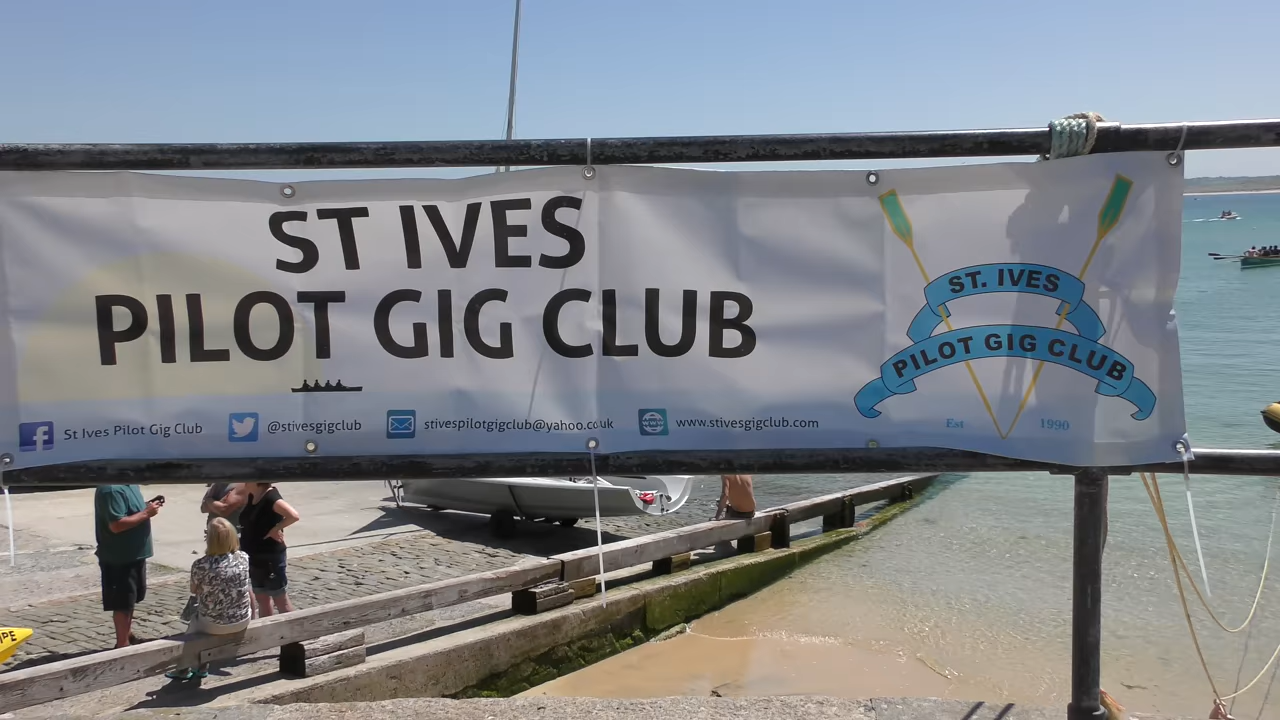 ST IVES
PILOT GIG CLUB
St Ives Pilot Gig Club
@stivesgigclub
stivespilotgigclub@yahoo.co.uk
www.stivesgigclub.com
ST. IVES
PILOT GIG CLUB
Est 1990